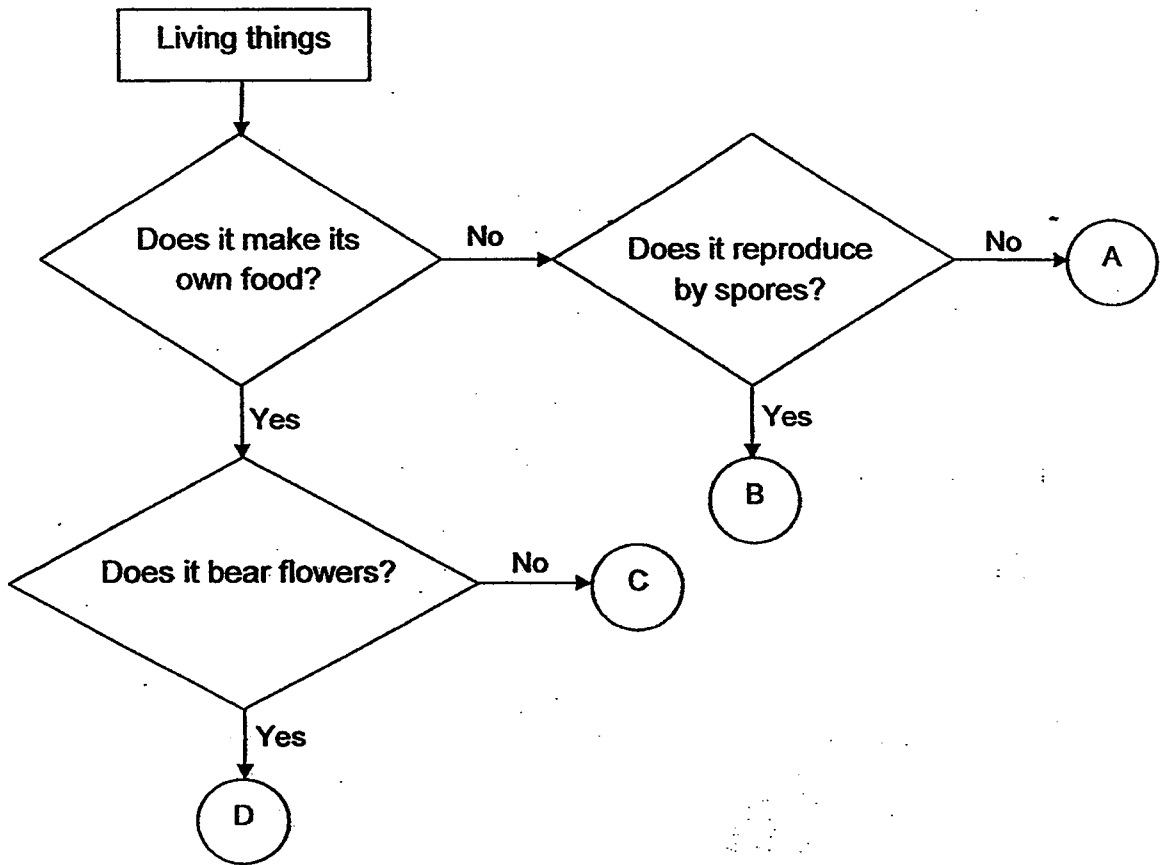 Living things
Does it make its
own food?
No
Does it reproduce
by spores?
No
A
Yes
Yes
B
Does it bear flowers?
No
C
Yes
D